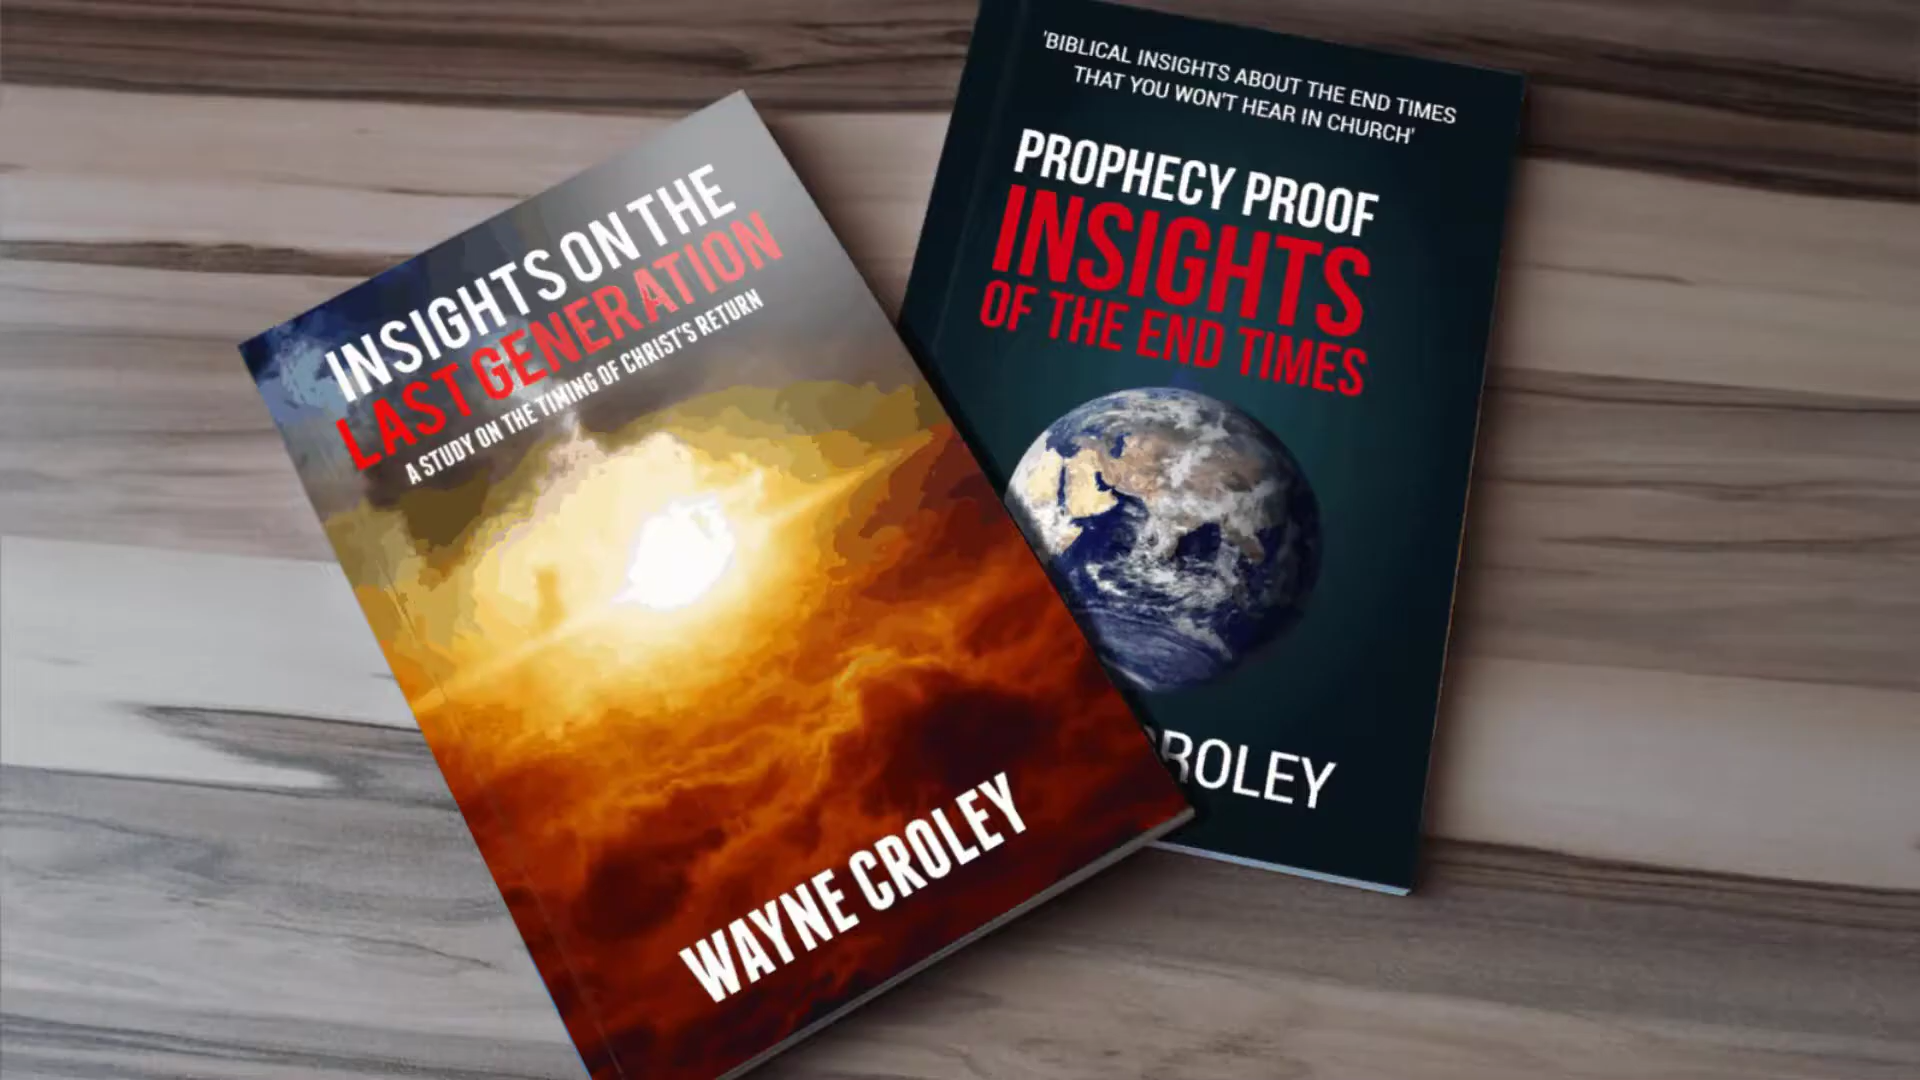 INSIGHTS ON THE
LAST GENERATION
A STUDY ON THE TIMING OF CHRIST'S RETURN
WAYNE CROLEY
'BIBLICAL INSIGHTS ABOUT THE END TIMES
THAT YOU WON'T HEAR IN CHURCH'
PROPHECY PROOF
INSIGHTS
OF THE END TIMES
ROLEY